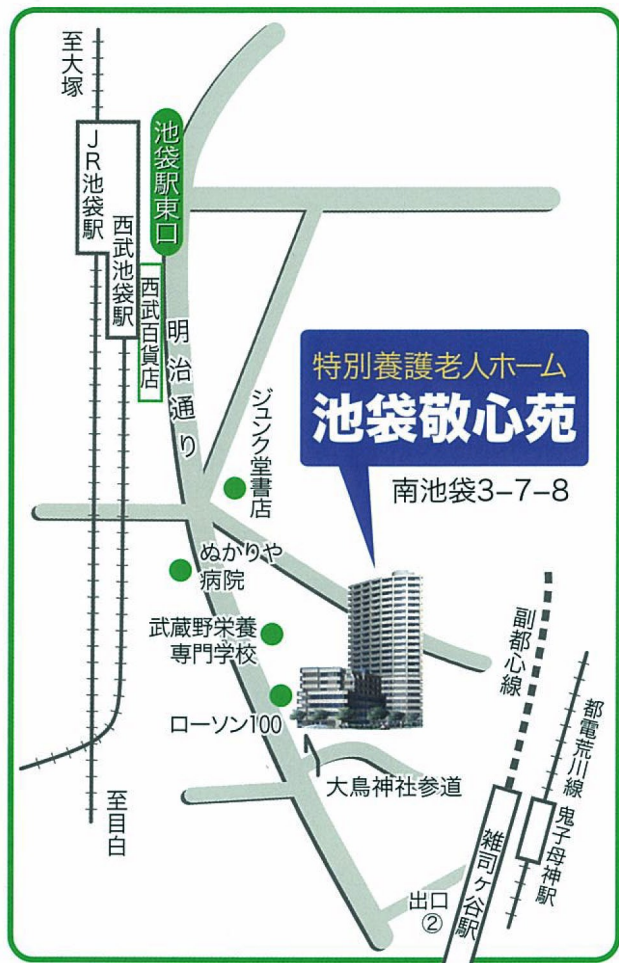 至大塚
JR池袋駅
西武池袋駅
池袋駅東口
西武百貨店
明治通り
ジュンク堂書店
特別養護老人ホーム
池袋敬心苑
南池袋3-7-8
ぬかりや
病院
武蔵野栄養
専門学校
ローソン100
大鳥神社参道
至目白
副都心線
都電荒川線
鬼子母神駅
雑司ヶ谷駅
出口
②